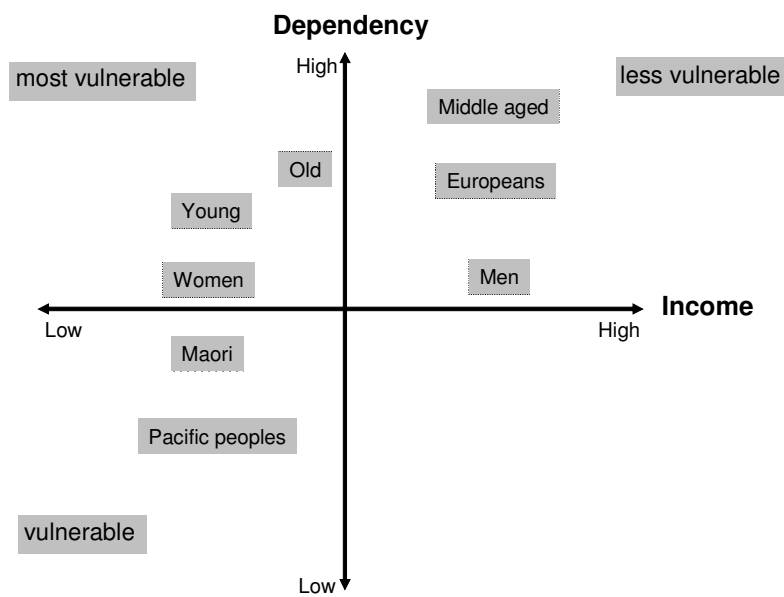 Dependency
High
most vulnerable
less vulnerable
Middle aged
Old
Europeans
Young
Women
Men
Income
Low
High
Maori
Pacific peoples
vulnerable
Low